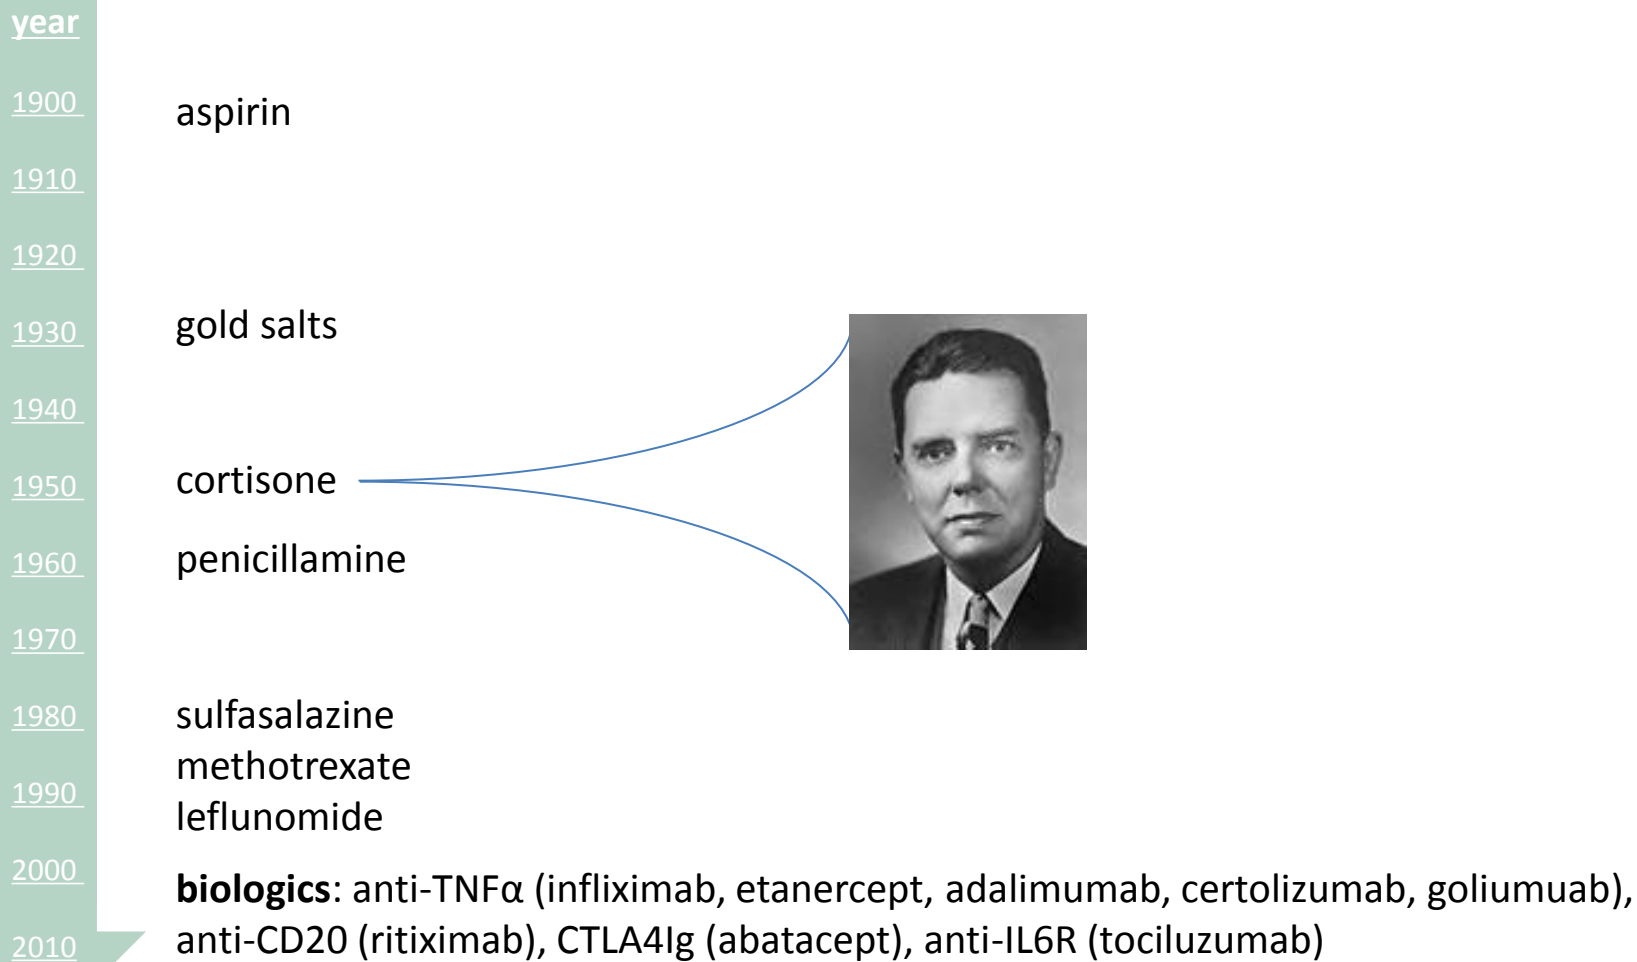 year
1900
aspirin
1910
1920
1930
gold salts
1940
1950
cortisone
1960
penicillamine
1970
1980
sulfasalazine
methotrexate
1990
leflunomide
2000
biologics: anti-TNFα (infliximab, etanercept, adalimumab, certolizumab, goliumuab),
2010
anti-CD20 (ritiximab), CTLA4Ig (abatacept), anti-IL6R (tociluzumab)